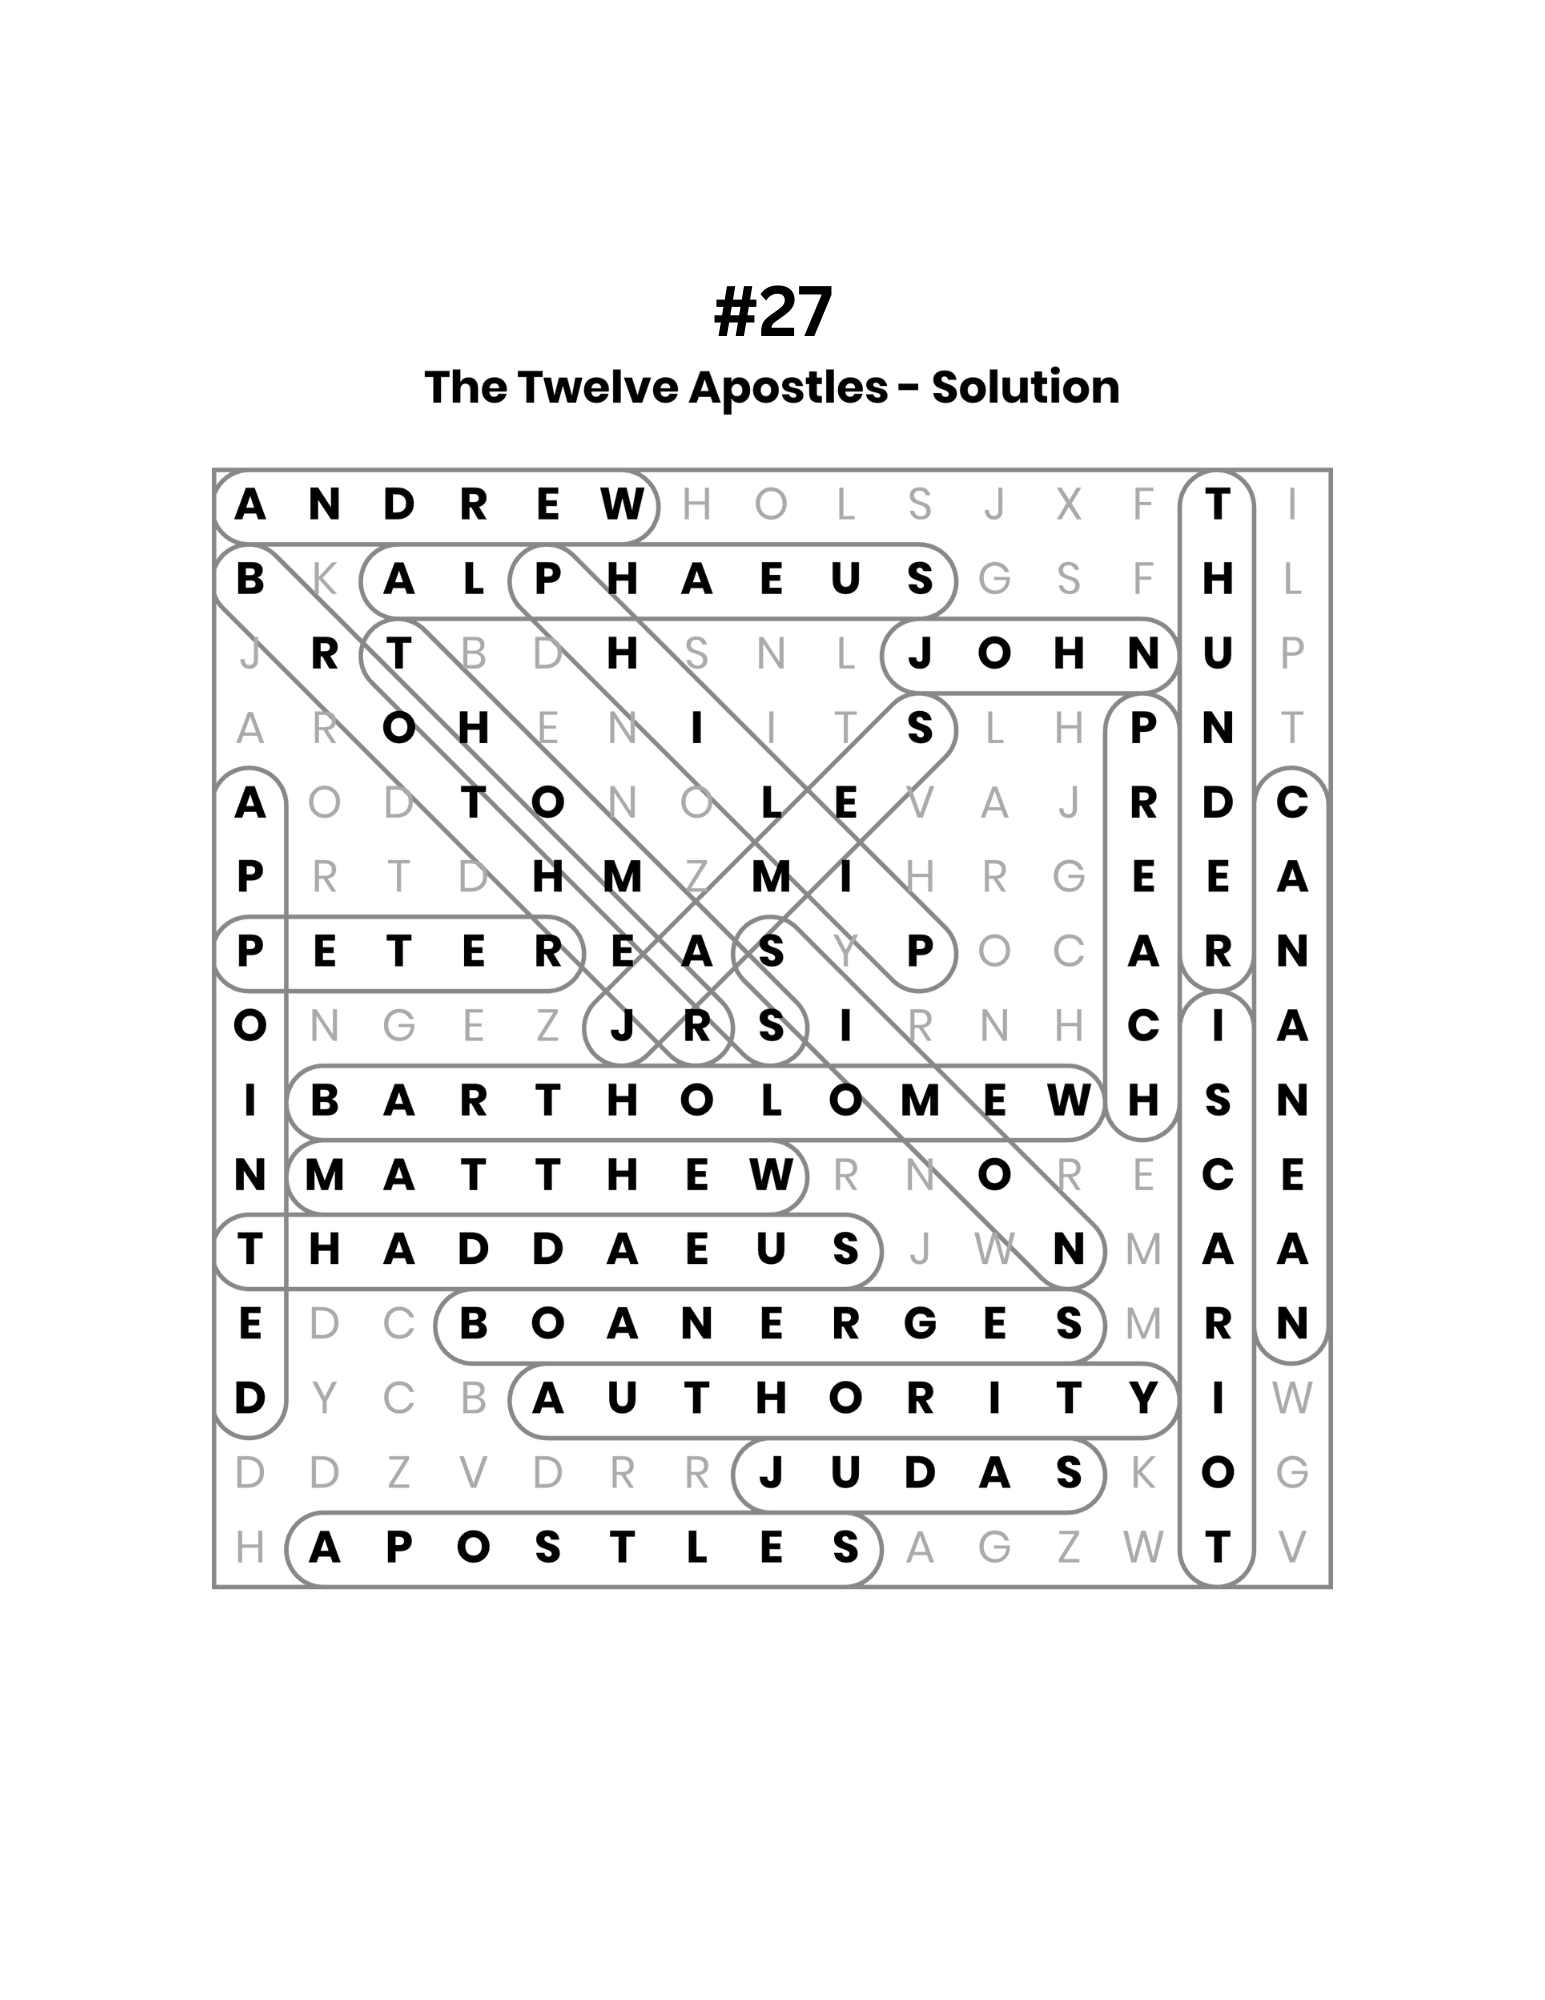 #27
The Twelve Apostles - Solution
A N D R E W H O L S J X F T I
B K A L P H A E U S G S F H L
J R T B D H S N L J O H N U P
A R O H E N I I T S L H P N T
A O D T O N O L E V A J R D C
P R T D H M Z M I H R G E E A
P E T E R E A S Y P O C A R N
O N G E Z J R S I R N H C I A
I B A R T H O L O M E W H S N
N M A T T H E W R N O R E C E
T H A D D A E U S J W N M A A
E D C B O A N E R G E S M R N
D Y C B A U T H O R I T Y I W
D D Z V D R R J U D A S K O G
H A P O S T L E S A G Z W T V